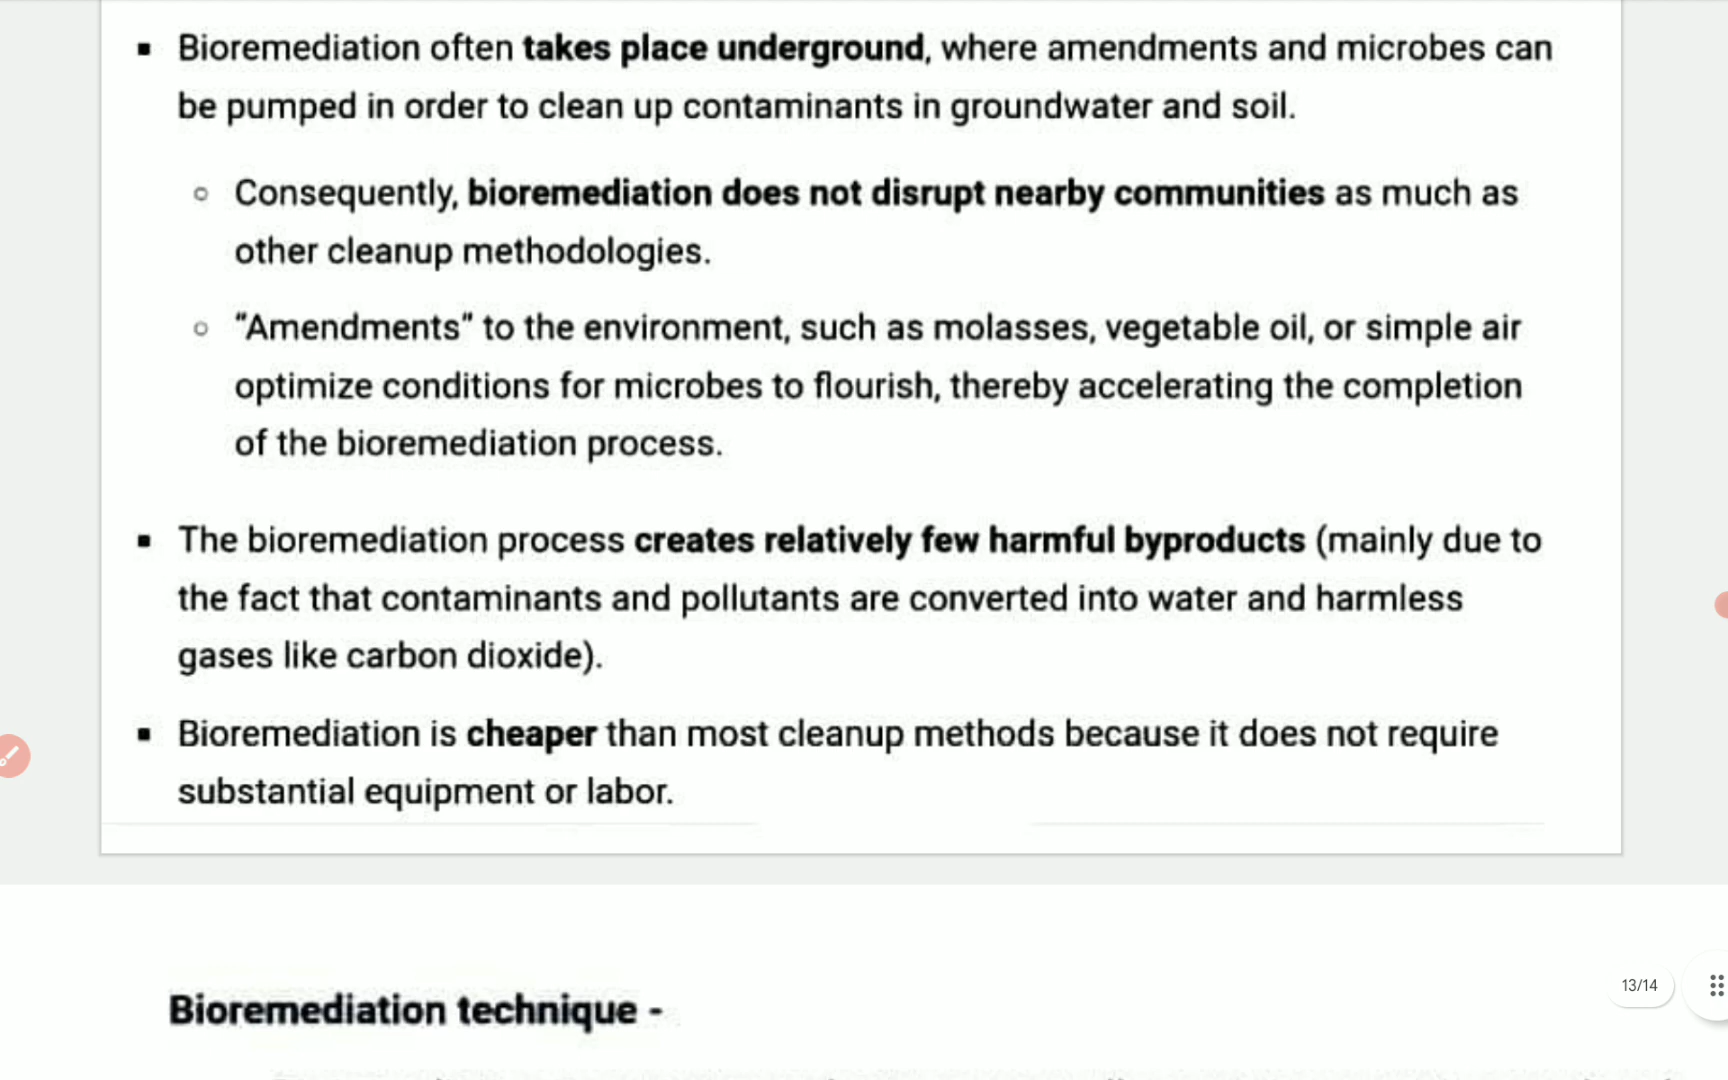 ▪ Bioremediation often takes place underground, where amendments and microbes can
be pumped in order to clean up contaminants in groundwater and soil.
○ Consequently, bioremediation does not disrupt nearby communities as much as
other cleanup methodologies.
○ “Amendments” to the environment, such as molasses, vegetable oil, or simple air
optimize conditions for microbes to flourish, thereby accelerating the completion
of the bioremediation process.
▪ The bioremediation process creates relatively few harmful byproducts (mainly due to
the fact that contaminants and pollutants are converted into water and harmless
gases like carbon dioxide).
▪ Bioremediation is cheaper than most cleanup methods because it does not require
substantial equipment or labor.
13/14
Bioremediation technique -